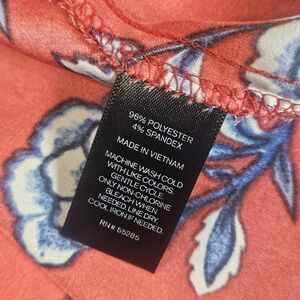 96% POLYESTER
4% SPANDEX
MADE IN VIETNAM
MACHINE WASH COLD
WITH LIKE COLORS.
GENTLE CYCLE.
ONLY NON-CHLORINE
BLEACH WHEN
NEEDED. LINE DRY.
COOL IRON IF NEEDED.
RN# 55285